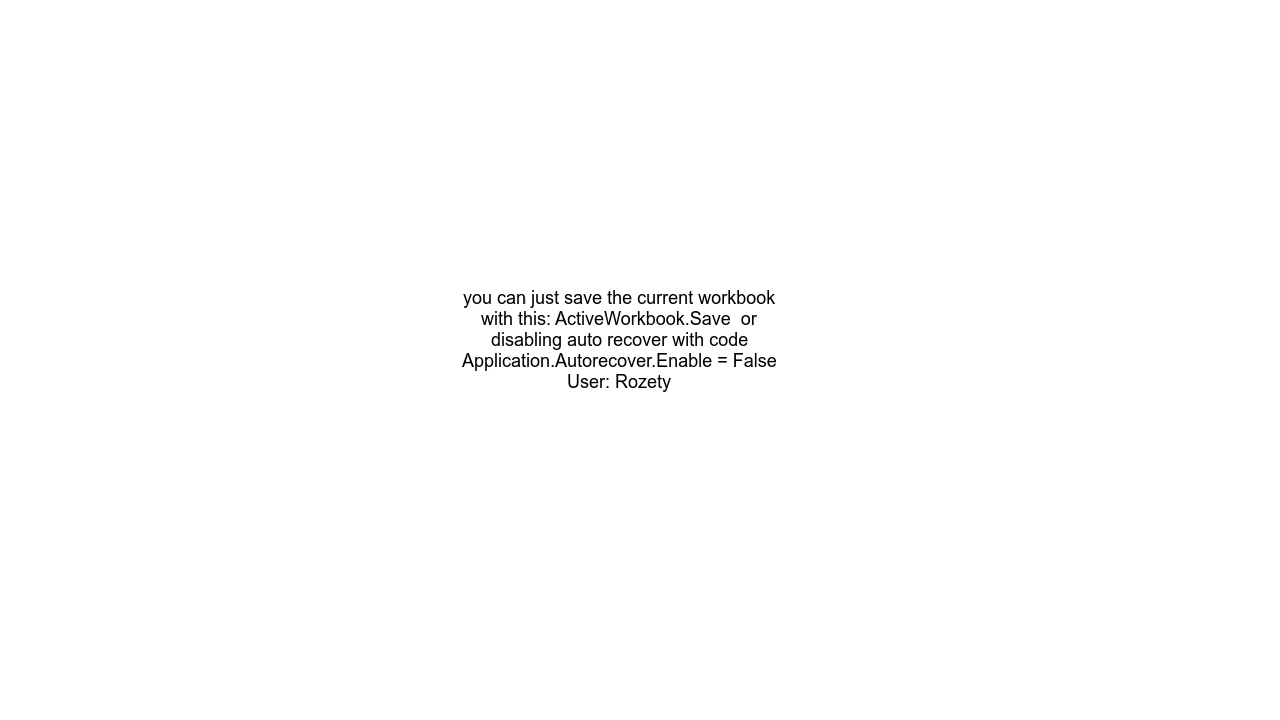 you can just save the current workbook
with this: ActiveWorkbook.Save  or
disabling auto recover with code
Application.Autorecover.Enable = False
User: Rozety